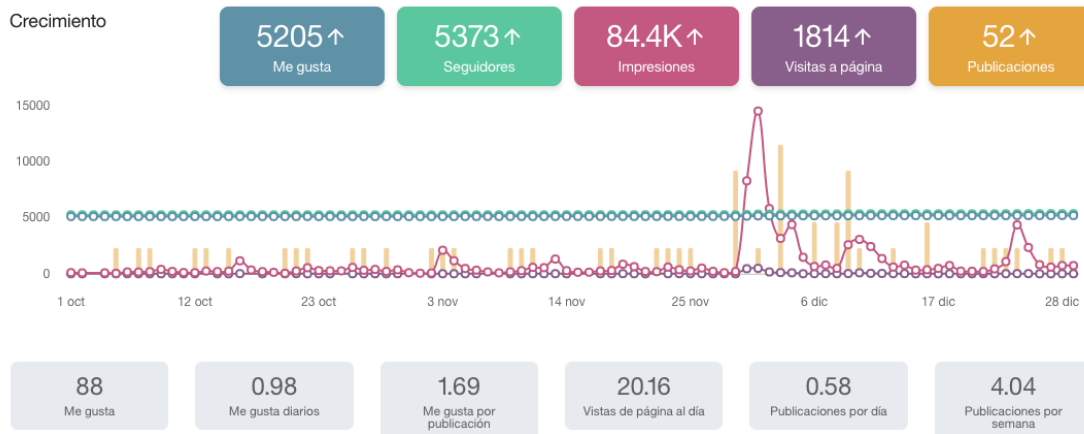 Crecimiento
5205↑
Me gusta
5373↑
Seguidores
84.4K↑
Impresiones
1814↑
Visitas a página
52↑
Publicaciones
15000
10000
5000
0
1 oct
12 oct
23 oct
3 nov
14 nov
25 nov
6 dic
17 dic
28 dic
88
Me gusta
0.98
Me gusta diarios
1.69
Me gusta por
publicación
20.16
Vistas de página al día
0.58
Publicaciones por día
4.04
Publicaciones por
semana